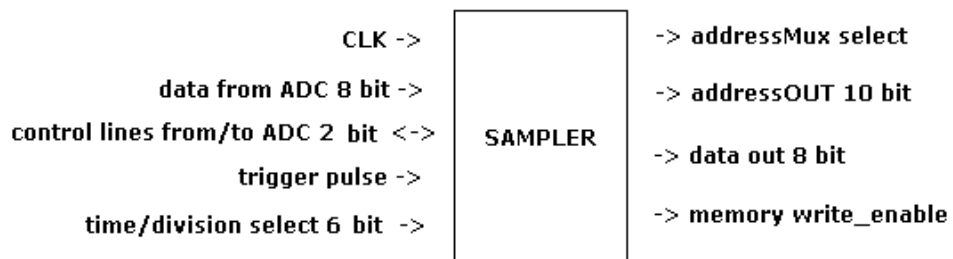 CLK ->
data from ADC 8 bit ->
control lines from/to ADC 2 bit <->
trigger pulse ->
time/division select 6 bit ->
SAMPLER
-> addressMux select
-> addressOUT 10 bit
-> data out 8 bit
-> memory write_enable